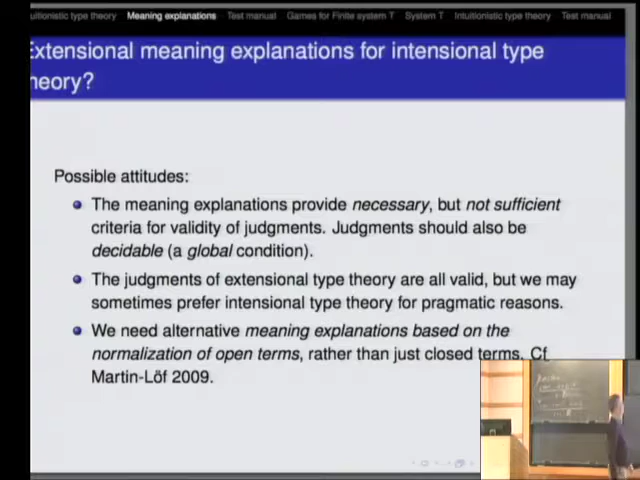 uitionistic type theory Meaning explanations Test manual Games for Finite system T System T Intuitionistic type theory Test manual
Extensional meaning explanations for intensional type
heory?
Possible attitudes:
The meaning explanations provide necessary, but not sufficient
criteria for validity of judgments. Judgments should also be
decidable (a global condition).
The judgments of extensional type theory are all valid, but we may
sometimes prefer intensional type theory for pragmatic reasons.
We need alternative meaning explanations based on the
normalization of open terms, rather than just closed terms. Cf
Martin-Löf 2009.